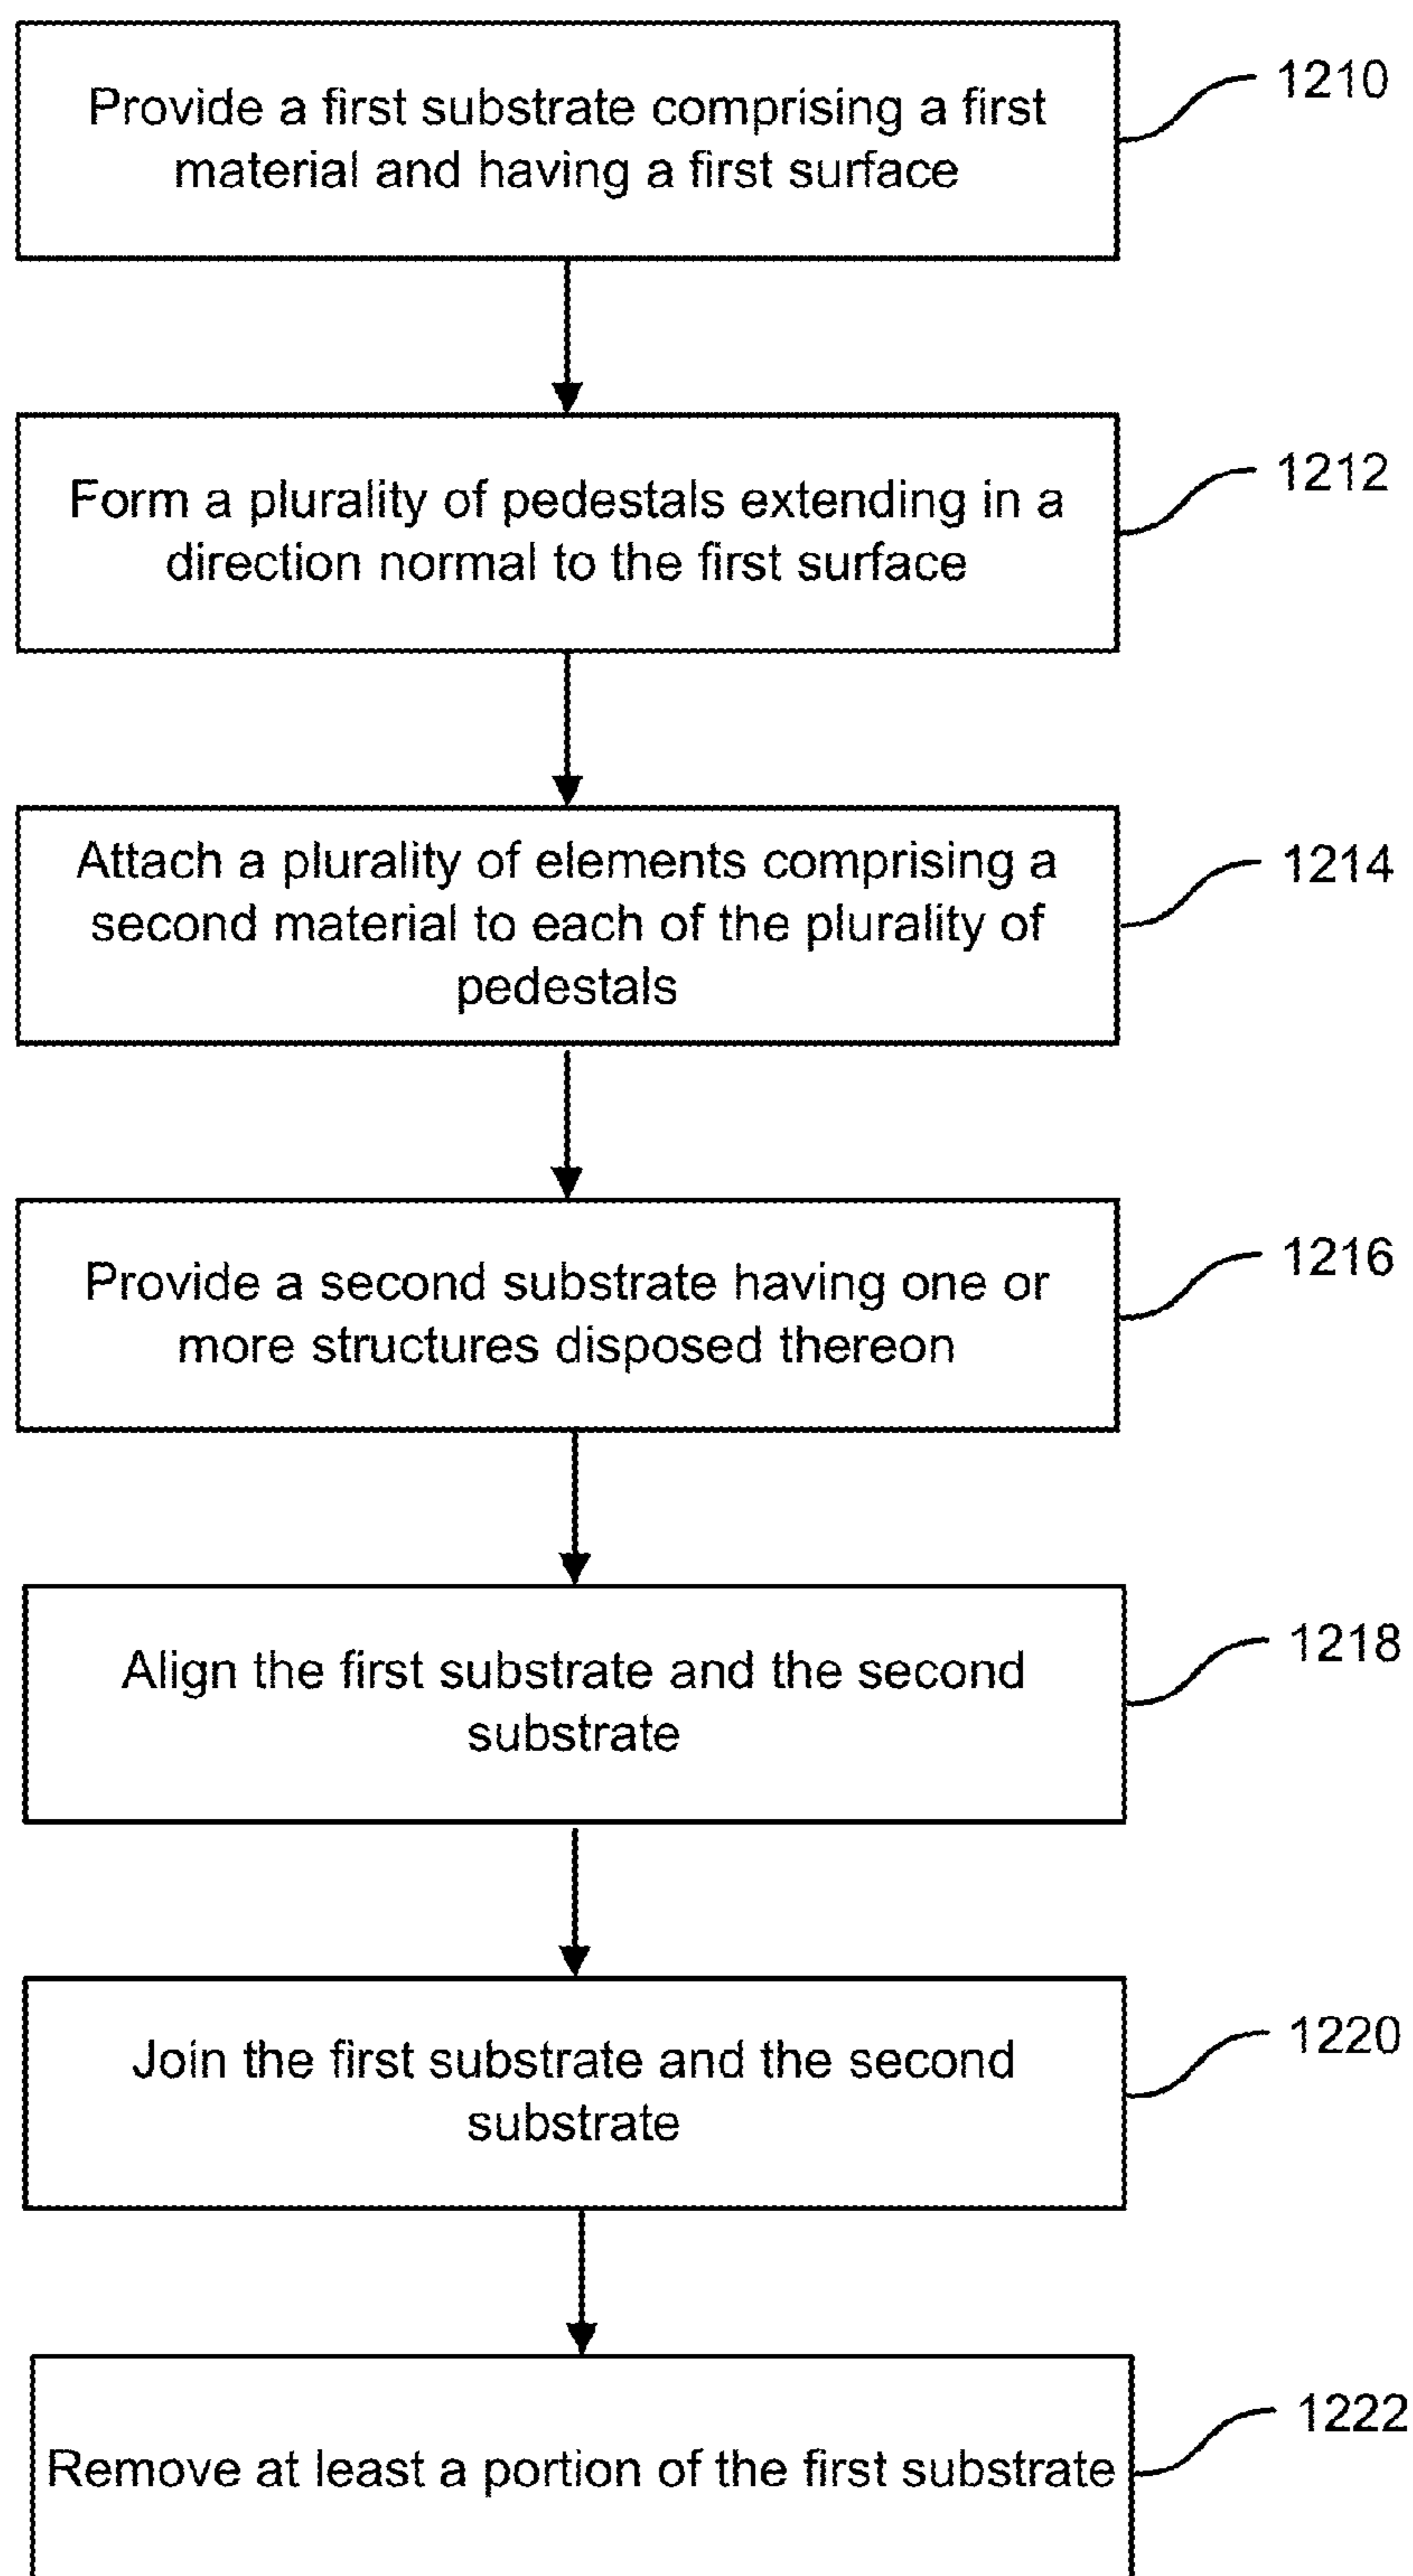 Provide a first substrate comprising a first
material and having a first surface
1210
Form a plurality of pedestals extending in a
direction normal to the first surface
1212
Attach a plurality of elements comprising a
second material to each of the plurality of
pedestals
1214
Provide a second substrate having one or
more structures disposed thereon
1216
Align the first substrate and the second
substrate
1218
Join the first substrate and the second
substrate
1220
Remove at least a portion of the first substrate
1222